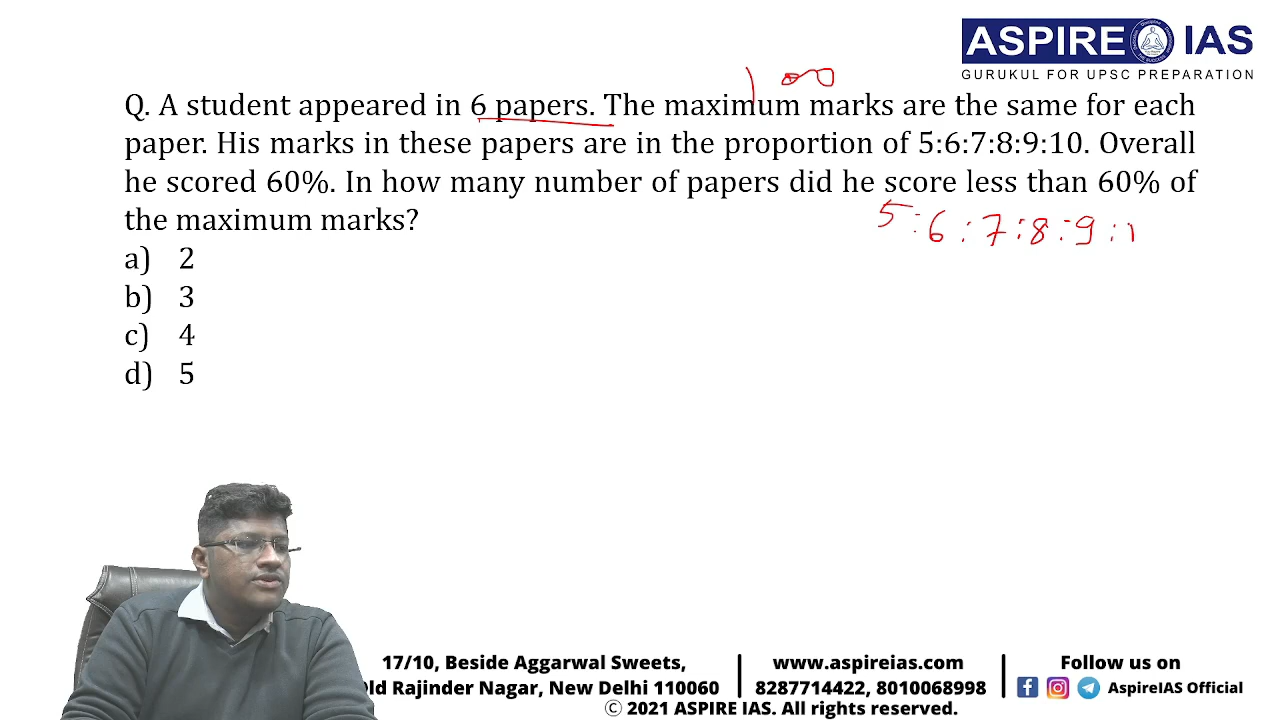 ASPIRE IAS
GURUKUL FOR UPSC PREPARATION
100
Q. A student appeared in 6 papers. The maximum marks are the same for each
paper. His marks in these papers are in the proportion of 5:6:7:8:9:10. Overall
he scored 60%. In how many number of papers did he score less than 60% of
the maximum marks?
5:6:7:8:9:1
a) 2
b) 3
c) 4
d) 5
17/10, Beside Aggarwal Sweets,
ld Rajinder Nagar, New Delhi 110060
www.aspireias.com
8287714422, 8010068998
Follow us on
AspireIAS Official
© 2021 ASPIRE IAS. All rights reserved.